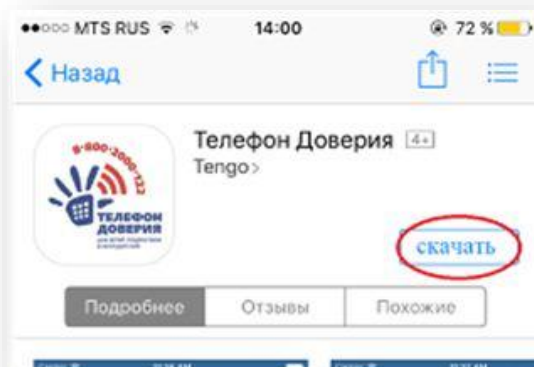 MTS RUS 14:00 72 %
Назад
8-800-2000-122
ТЕЛЕФОН
ДОВЕРИЯ
Телефон Доверия 4+
Tengo
скачать
Подробнее Отзывы Похожие